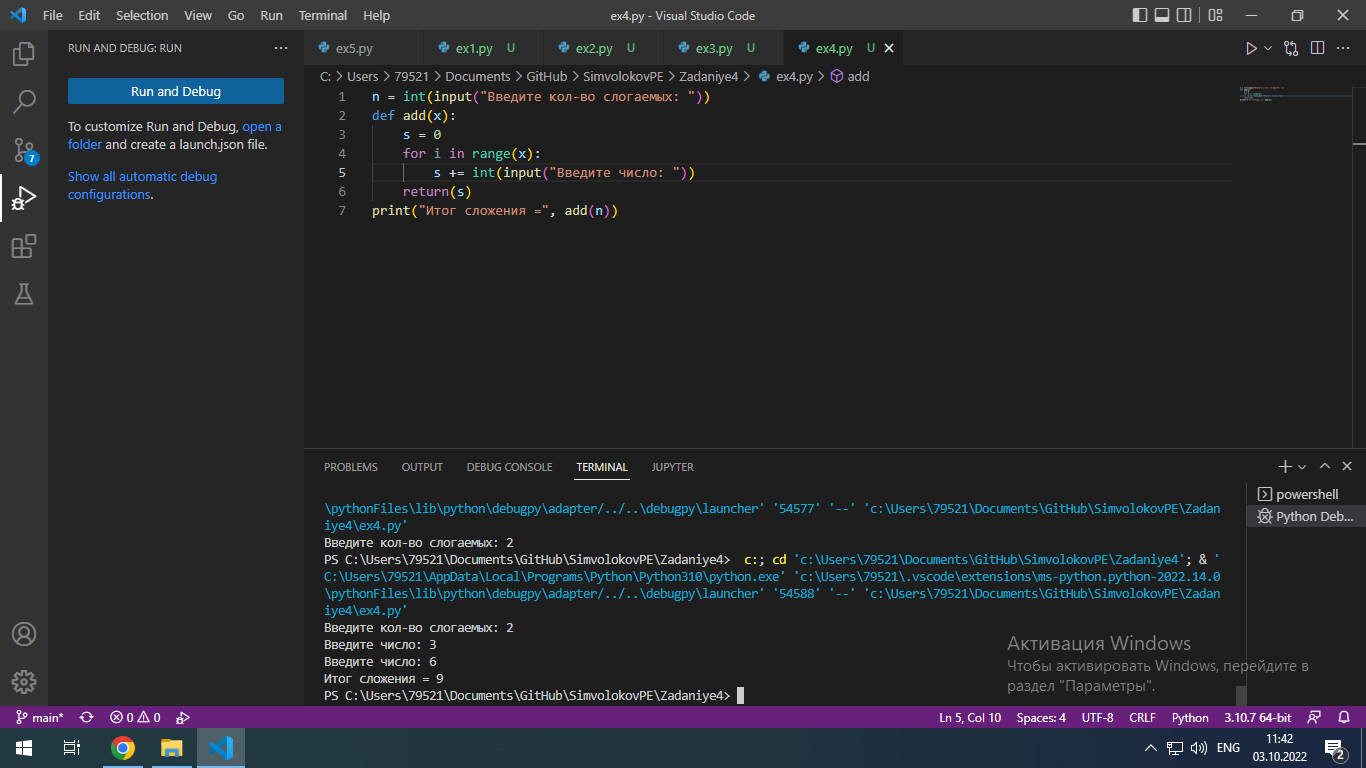 File Edit Selection View Go Run Terminal Help ex4.py - Visual Studio Code
RUN AND DEBUG: RUN
Run and Debug
To customize Run and Debug, open a
folder and create a launch.json file.
Show all automatic debug
configurations.
7
ex5.py ex1.py U ex2.py U ex3.py U ex4.py U
C: > Users > 79521 > Documents > GitHub > SimvolokovPE > Zadaniye4 > ex4.py > add
1 n = int(input("Введите кол-во слогаемых: "))
2 def add(x):
3     s = 0
4     for i in range(x):
5         s += int(input("Введите число: "))
6     return(s)
7 print("Итог сложения =", add(n))
PROBLEMS OUTPUT DEBUG CONSOLE TERMINAL JUPYTER
\pythonFiles\lib\python\debugpy\adapter/../..\debugpy\launcher' '54577' '--' 'c:\Users\79521\Documents\GitHub\SimvolokovPE\Zadan
iye4\ex4.py'
Введите кол-во слогаемых: 2
PS C:\Users\79521\Documents\GitHub\SimvolokovPE\Zadaniye4>  c:; cd 'c:\Users\79521\Documents\GitHub\SimvolokovPE\Zadaniye4'; & '
C:\Users\79521\AppData\Local\Programs\Python\Python310\python.exe' 'c:\Users\79521\.vscode\extensions\ms-python.python-2022.14.0
\pythonFiles\lib\python\debugpy\adapter/../..\debugpy\launcher' '54588' '--' 'c:\Users\79521\Documents\GitHub\SimvolokovPE\Zadan
iye4\ex4.py'
Введите кол-во слогаемых: 2
Введите число: 3
Введите число: 6
Итог сложения = 9
PS C:\Users\79521\Documents\GitHub\SimvolokovPE\Zadaniye4>
powershell
Python Deb...
Активация Windows
Чтобы активировать Windows, перейдите в
раздел "Параметры".
main* 0 0 Ln 5, Col 10 Spaces: 4 UTF-8 CRLF Python 3.10.7 64-bit
ENG 11:42
03.10.2022 2